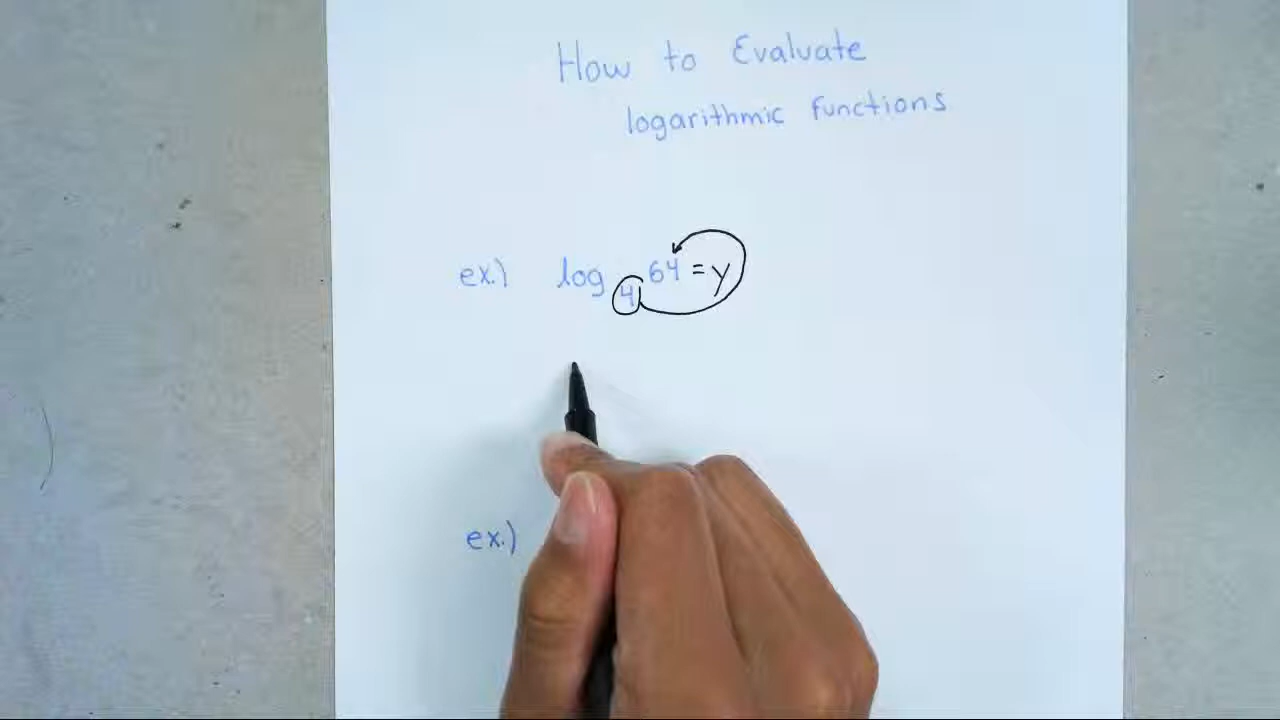 How to Evaluate
logarithmic functions
ex.) log₄ 64 = y
ex.)